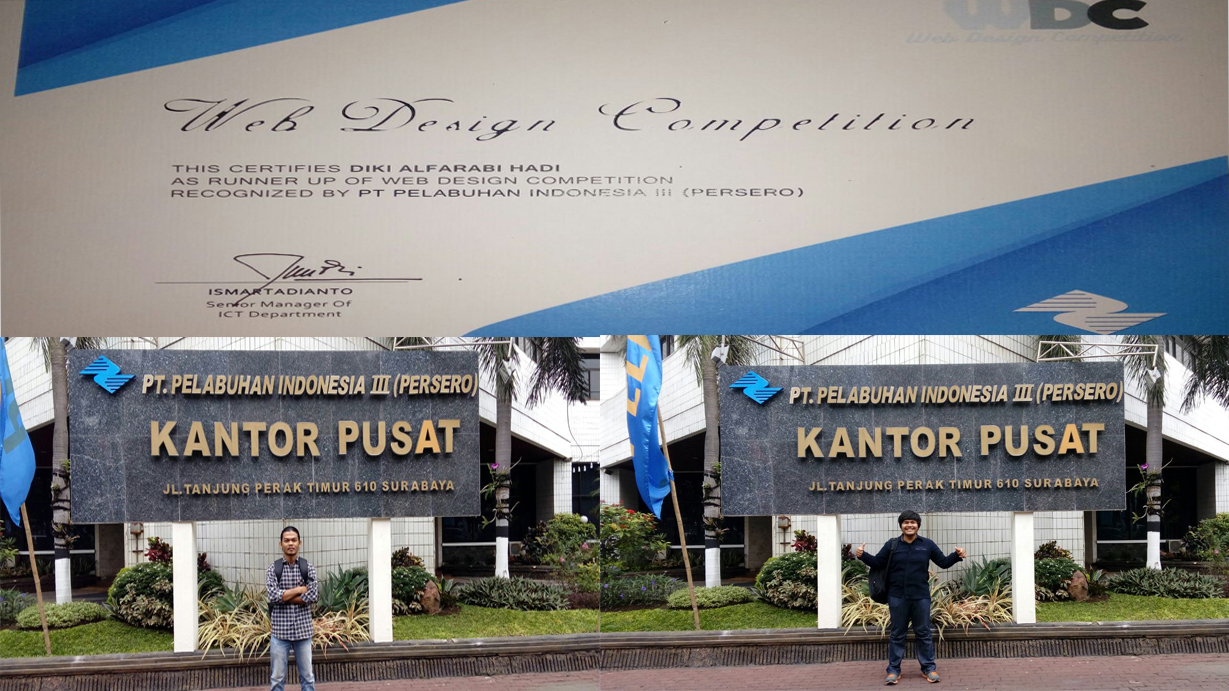 WDC
Web Design Competition
Web Design Competition
THIS CERTIFIES DIKI ALFARABI HADI
AS RUNNER UP OF WEB DESIGN COMPETITION
RECOGNIZED BY PT PELABUHAN INDONESIA III (PERSERO)
ISMARTADIANTO
Senior Manager Of
ICT Department
PT. PELABUHAN INDONESIA III (PERSERO)
KANTOR PUSAT
JL.TANJUNG PERAK TIMUR 610 SURABAYA
PT. PELABUHAN INDONESIA III (PERSERO)
KANTOR PUSAT
JL.TANJUNG PERAK TIMUR 610 SURABAYA